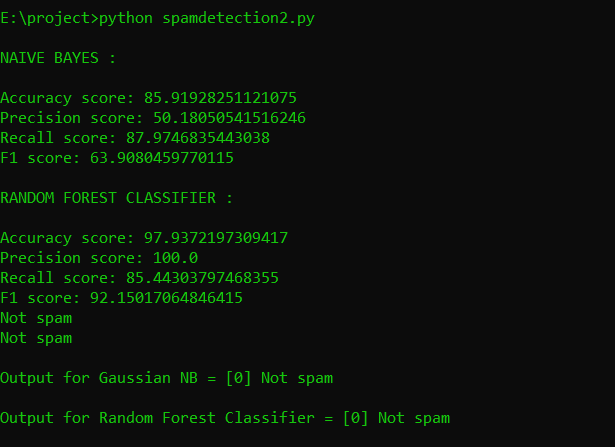 E:\project>python spamdetection2.py
NAIVE BAYES :
Accuracy score: 85.91928251121075
Precision score: 50.18050541516246
Recall score: 87.9746835443038
F1 score: 63.9080459770115
RANDOM FOREST CLASSIFIER :
Accuracy score: 97.9372197309417
Precision score: 100.0
Recall score: 85.44303797468355
F1 score: 92.15017064846415
Not spam
Not spam
Output for Gaussian NB = [0] Not spam
Output for Random Forest Classifier = [0] Not spam